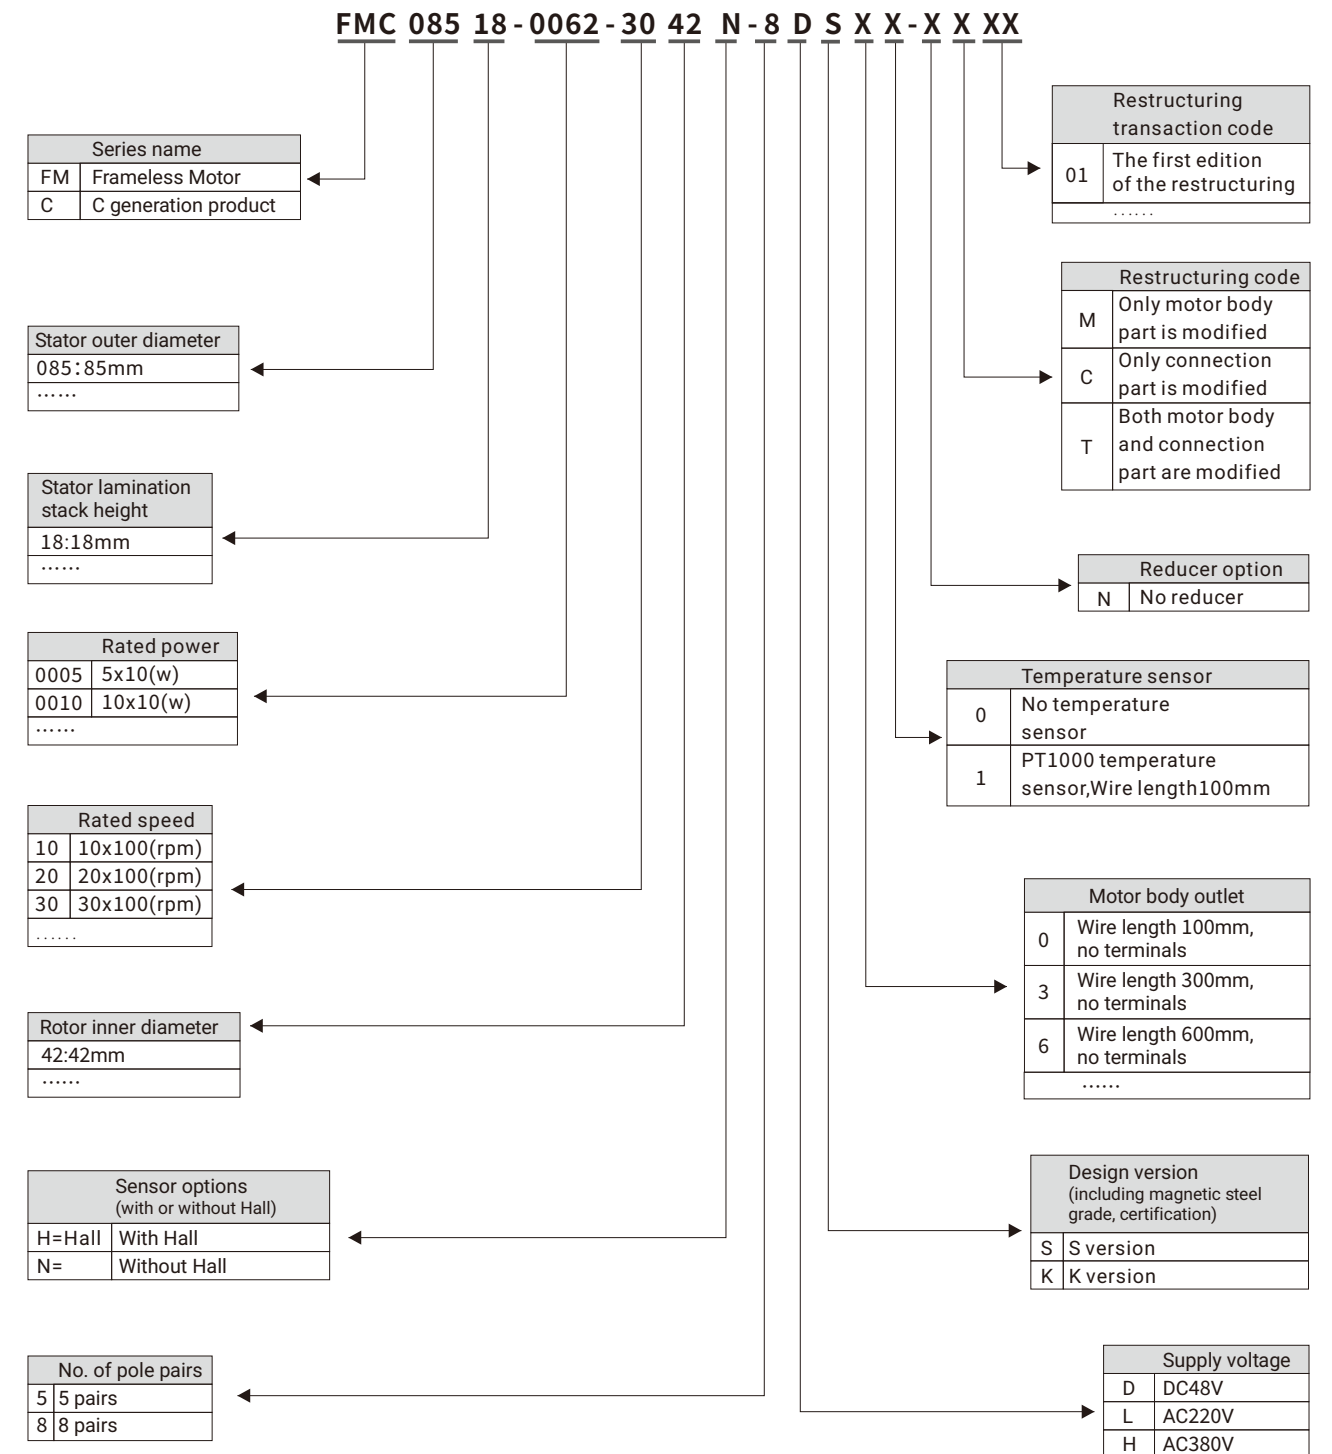 FMC 085 18 - 0062 - 30 42 N - 8 D S X X - X X XX
Series name
FM Frameless Motor
C C generation product
Stator outer diameter
085:85mm
......
Stator lamination
stack height
18:18mm
......
Rated power
0005 5x10(w)
0010 10x10(w)
......
Rated speed
10 10x100(rpm)
20 20x100(rpm)
30 30x100(rpm)
......
Rotor inner diameter
42:42mm
......
Sensor options
(with or without Hall)
H=Hall With Hall
N= Without Hall
No. of pole pairs
5 5 pairs
8 8 pairs
Restructuring
transaction code
01 The first edition
of the restructuring
......
Restructuring code
M Only motor body
part is modified
C Only connection
part is modified
T Both motor body
and connection
part are modified
Reducer option
N No reducer
Temperature sensor
0 No temperature
sensor
1 PT1000 temperature
sensor,Wire length100mm
Motor body outlet
0 Wire length 100mm,
no terminals
3 Wire length 300mm,
no terminals
6 Wire length 600mm,
no terminals
......
Design version
(including magnetic steel
grade, certification)
S S version
K K version
Supply voltage
D DC48V
L AC220V
H AC380V